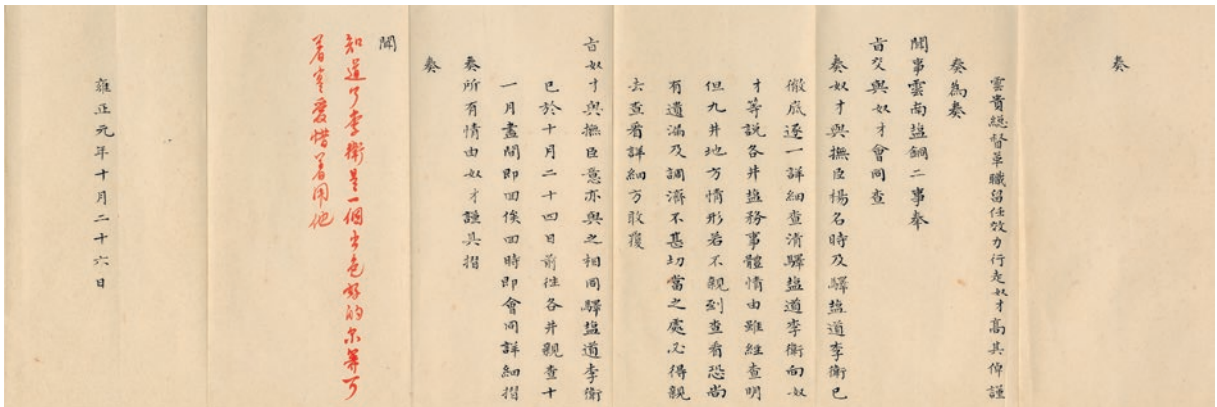 奏
雲貴總督革職留任效力行走奴才高其倬謹
奏為奏
聞事雲南塩銅二事奉
旨交與奴才會同查
奏奴才與撫臣楊名時及驛塩道李衛已
徹底逐一詳細查清驛塩道李衛向奴
才等說各井塩務事體情由雖經查明
但九井地方情形若不親到查看恐尚
有遺漏及調濟不甚切當之處必得親
去查看詳細方敢覆
旨奴才與撫臣意亦與之相同驛塩道李衛
已於十月二十四日前往各井親查十
一月盡間即回俟回時即會同詳細摺
奏所有情由奴才謹具摺
奏
聞
知道了李衛是一個出色好的尔等可
著實愛惜着用他
雍正元年十月二十六日